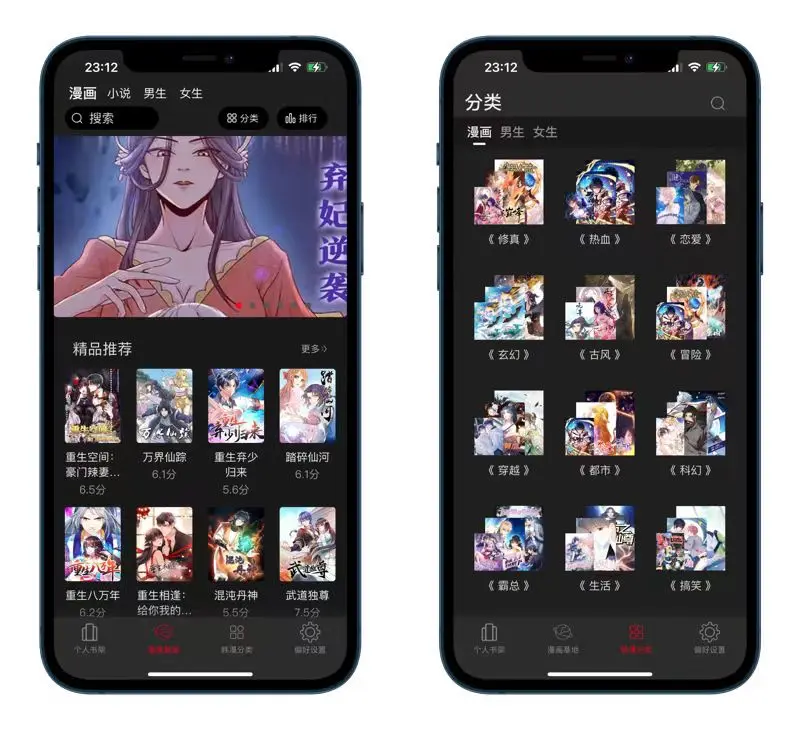 23:12
漫画 小说 男生 女生
搜索
分类
排行
弃妃逆袭
精品推荐
更多
重生空间:
豪门辣妻...
6.5分
万界仙踪
6.1分
重生弃少
归来
5.6分
踏碎仙河
6.1分
重生八万年
6.2分
重生相逢:
给你我的...
混沌丹神
5.5分
武道独尊
7.5分
个人书架
韩漫分类
偏好设置
23:12
分类
漫画 男生 女生
《 修真 》
《 热血 》
《 恋爱 》
《 玄幻 》
《 古风 》
《 冒险 》
《 穿越 》
《 都市 》
《 科幻 》
《 霸总 》
《 生活 》
《 搞笑 》
个人书架
漫画基地
偏好设置